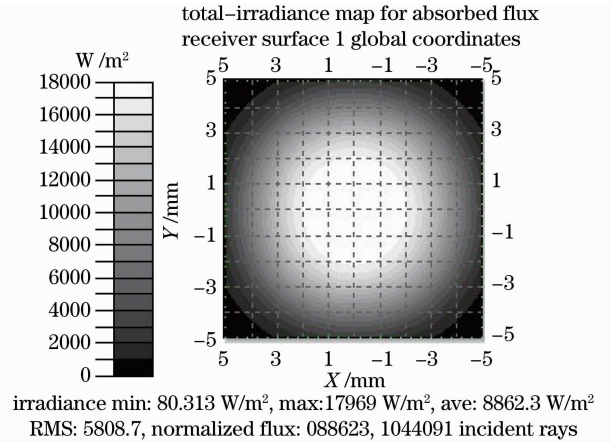 total-irradiance map for absorbed flux
receiver surface 1 global coordinates
W /m²
5 3 1 −1 −3 −5
18000
16000
14000
12000
10000
8000
6000
4000
2000
0
Y/mm
5
3
1
−1
−3
−5
5
3
1
−1
−3
−5
5 3 1 −1 −3 −5
X /mm
irradiance min: 80.313 W/m², max:17969 W/m², ave: 8862.3 W/m²
RMS: 5808.7, normalized flux: 088623, 1044091 incident rays